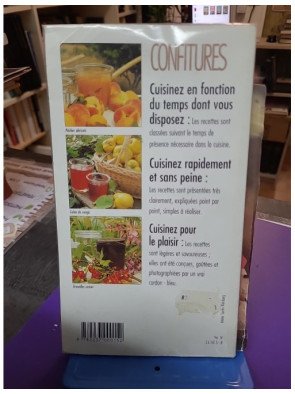 CONFITURES
Cuisinez en fonction
du temps dont vous
disposez : Les recettes sont
classées suivant le temps de
présence nécessaire dans la cuisine.
Cuisinez rapidement
et sans peine :
Les recettes sont présentées très
clairement, expliquées point par
point, simples à réaliser.
Cuisinez pour
le plaisir : Les recettes
sont légères et savoureuses ;
elles ont été conçues, goûtées et
photographiées par un vrai
cordon - bleu.